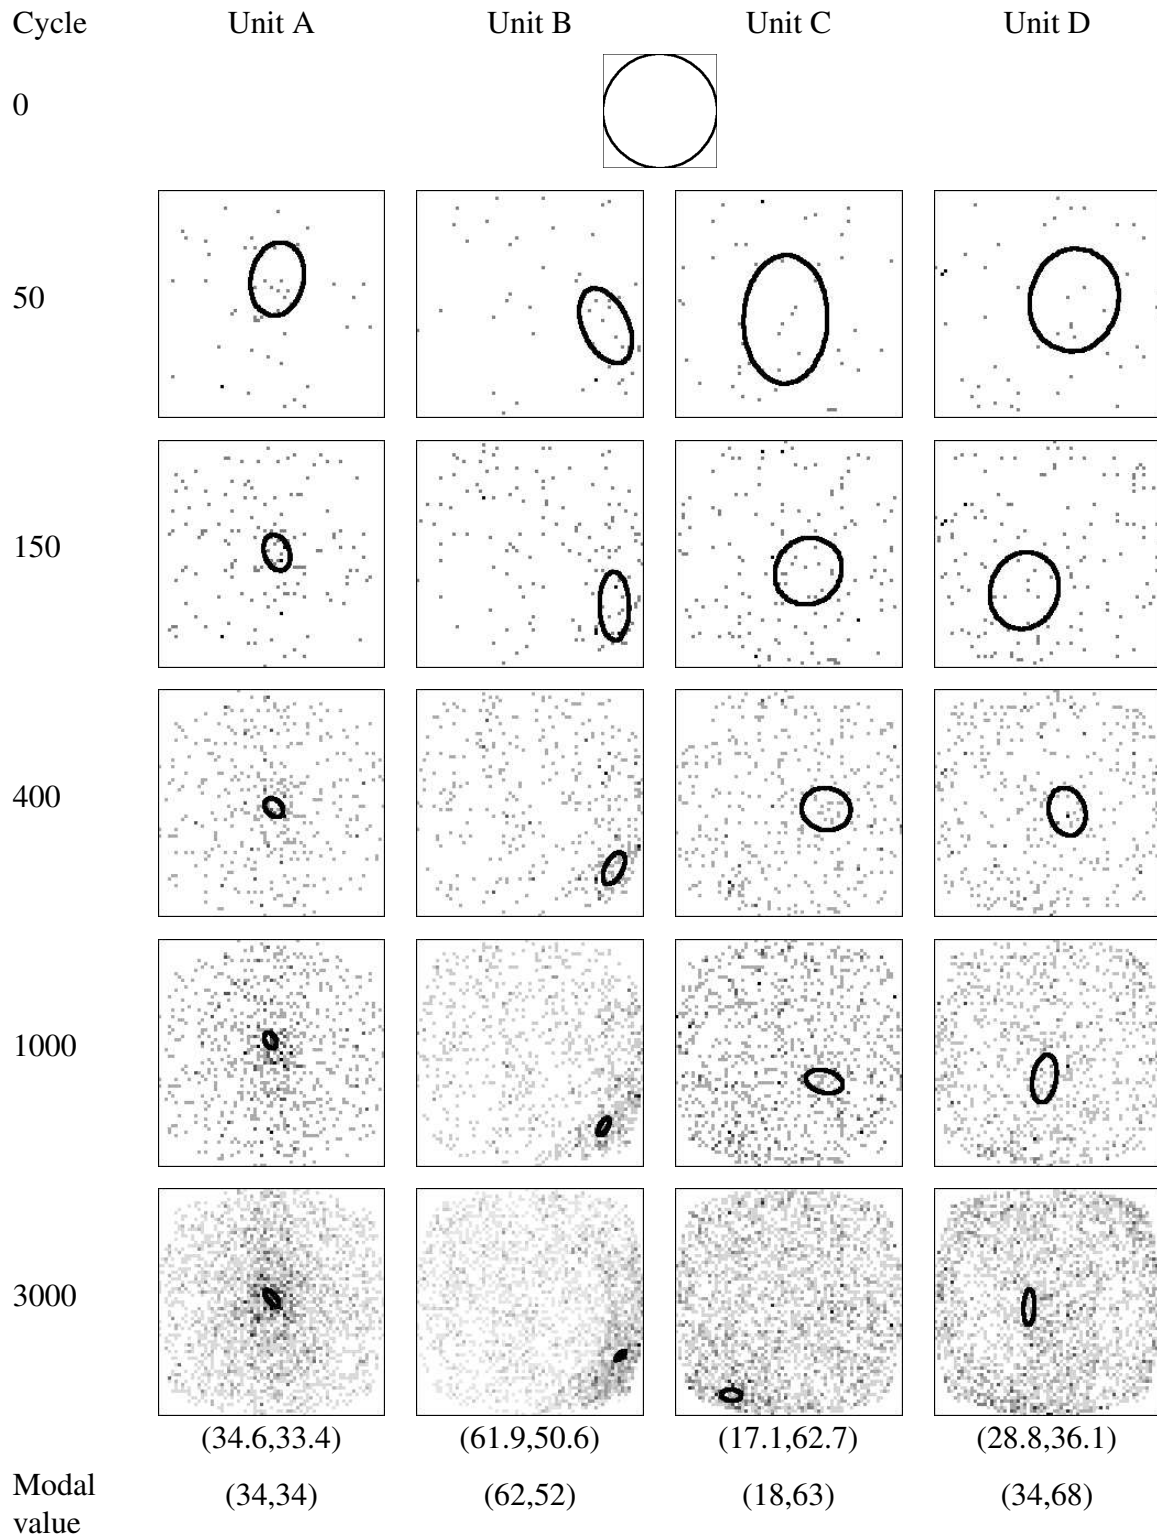 Cycle Unit A Unit B Unit C Unit D
0
50
150
400
1000
3000
(34.6,33.4) (61.9,50.6) (17.1,62.7) (28.8,36.1)
Modal
value (34,34) (62,52) (18,63) (34,68)